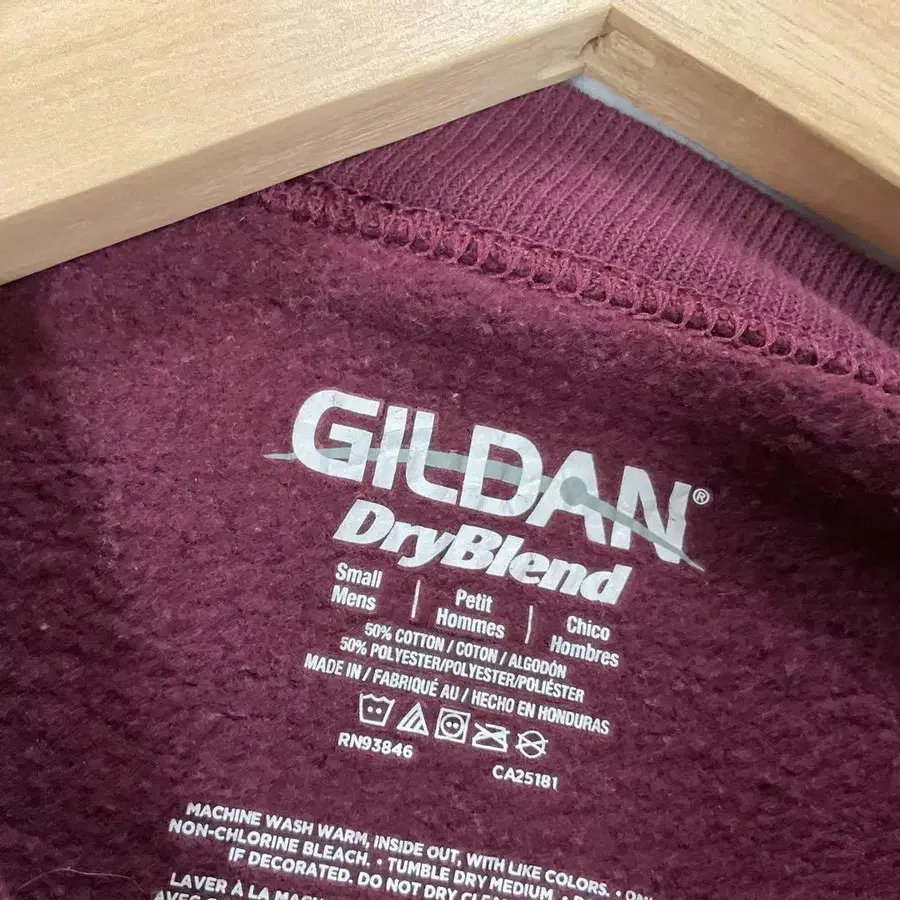 GILDAN®
DryBlend
Small Mens | Petit Hommes | Chico Hombres
50% COTTON / COTON / ALGODÓN
50% POLYESTER/POLYESTER/POLIÉSTER
MADE IN / FABRIQUÉ AU / HECHO EN HONDURAS
RN93846 CA25181
MACHINE WASH WARM, INSIDE OUT, WITH LIKE COLORS. •
NON-CHLORINE BLEACH. • TUMBLE DRY MEDIUM.
IF DECORATED. DO NOT DRY
LAVER À LA